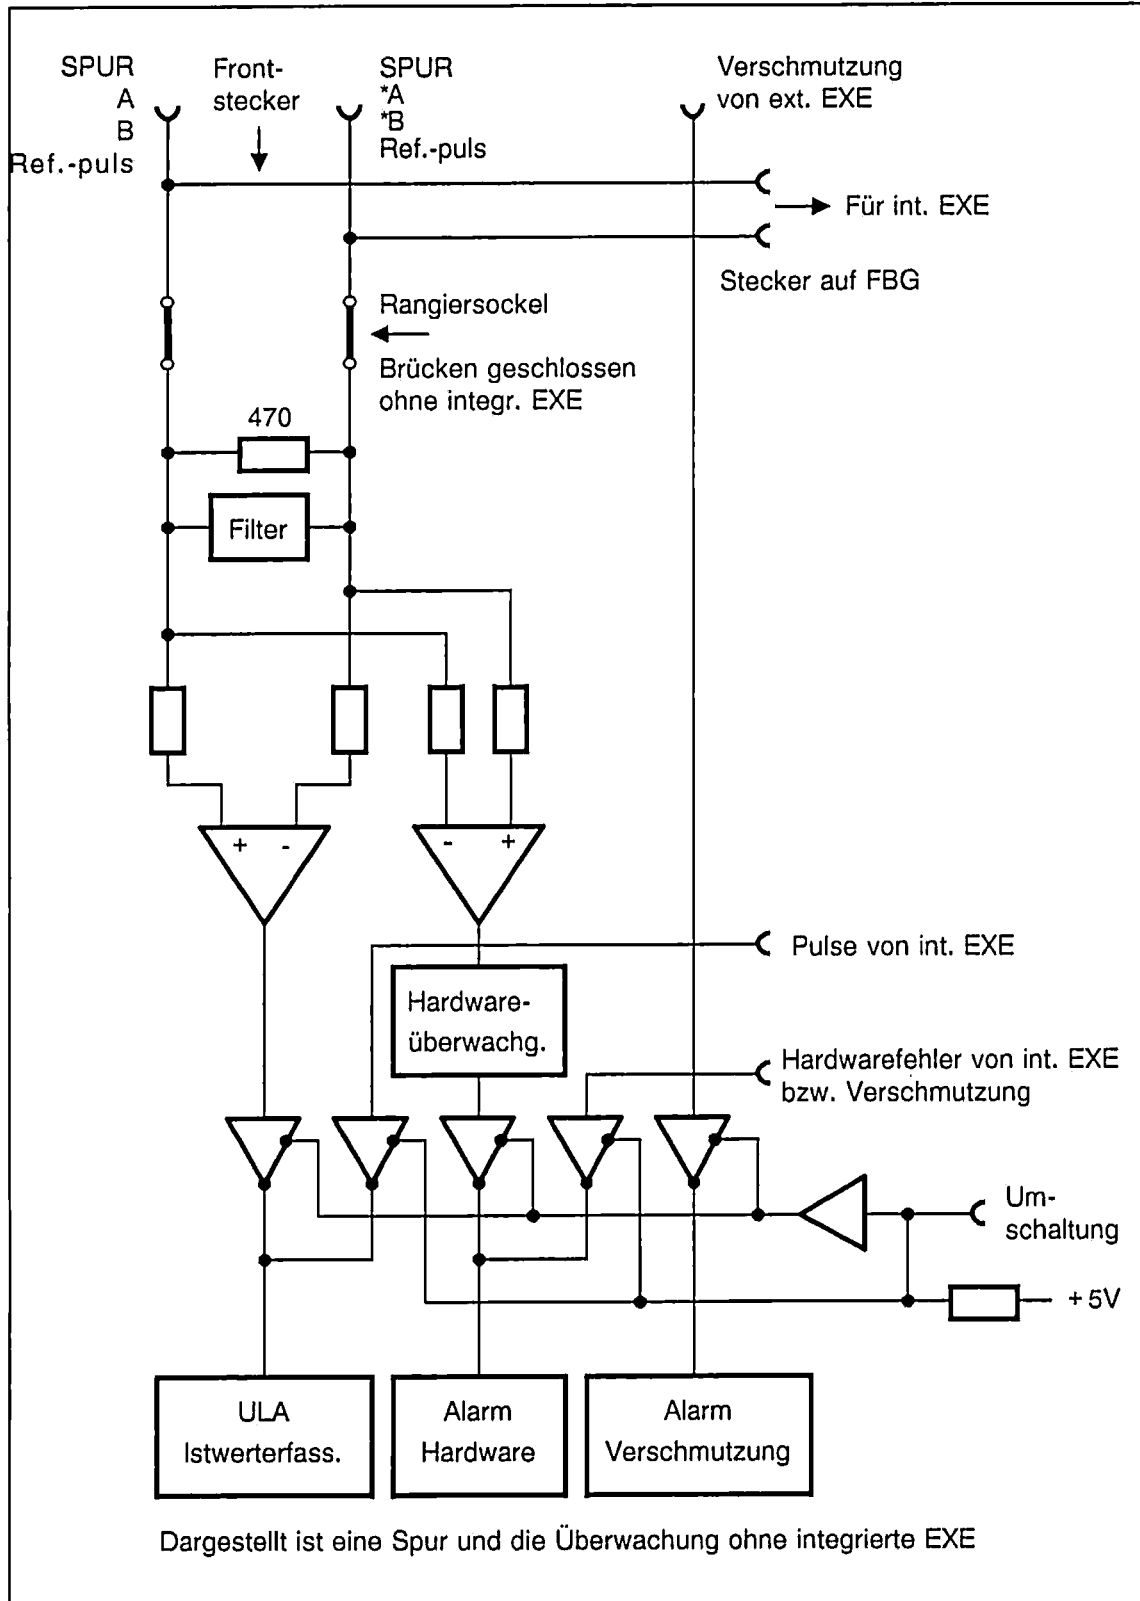 SPUR
A
B
Ref.-puls
Front-
stecker
SPUR
*A
*B
Ref.-puls
Verschmutzung
von ext. EXE
Für int. EXE
Stecker auf FBG
Rangiersockel
Brücken geschlossen
ohne integr. EXE
470
Filter
+ -
- +
Pulse von int. EXE
Hardware-
überwachg.
Hardwarefehler von int. EXE
bzw. Verschmutzung
Um-
schaltung
+5V
ULA
Istwerterfass.
Alarm
Hardware
Alarm
Verschmutzung
Dargestellt ist eine Spur und die Überwachung ohne integrierte EXE